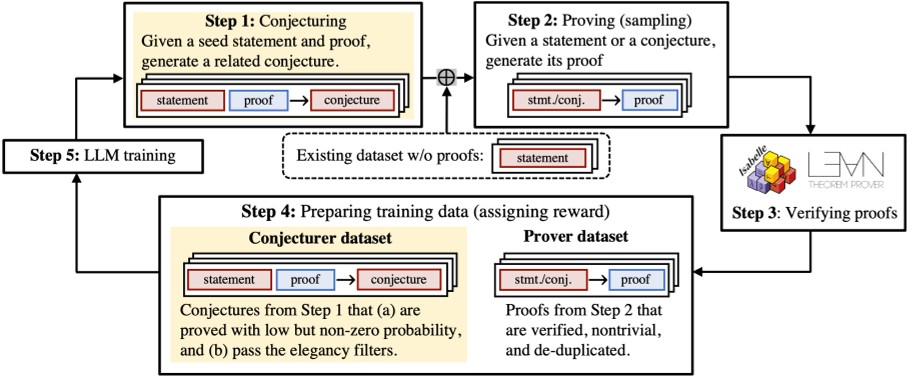 Step 1: Conjecturing
Given a seed statement and proof,
generate a related conjecture.
statement proof conjecture
Step 2: Proving (sampling)
Given a statement or a conjecture,
generate its proof
stmt./conj. proof
Existing dataset w/o proofs: statement
Step 5: LLM training
Isabelle
LEAN
THEOREM PROVER
Step 3: Verifying proofs
Step 4: Preparing training data (assigning reward)
Conjecturer dataset
statement proof conjecture
Conjectures from Step 1 that (a) are
proved with low but non-zero probability,
and (b) pass the elegancy filters.
Prover dataset
stmt./conj. proof
Proofs from Step 2 that
are verified, nontrivial,
and de-duplicated.